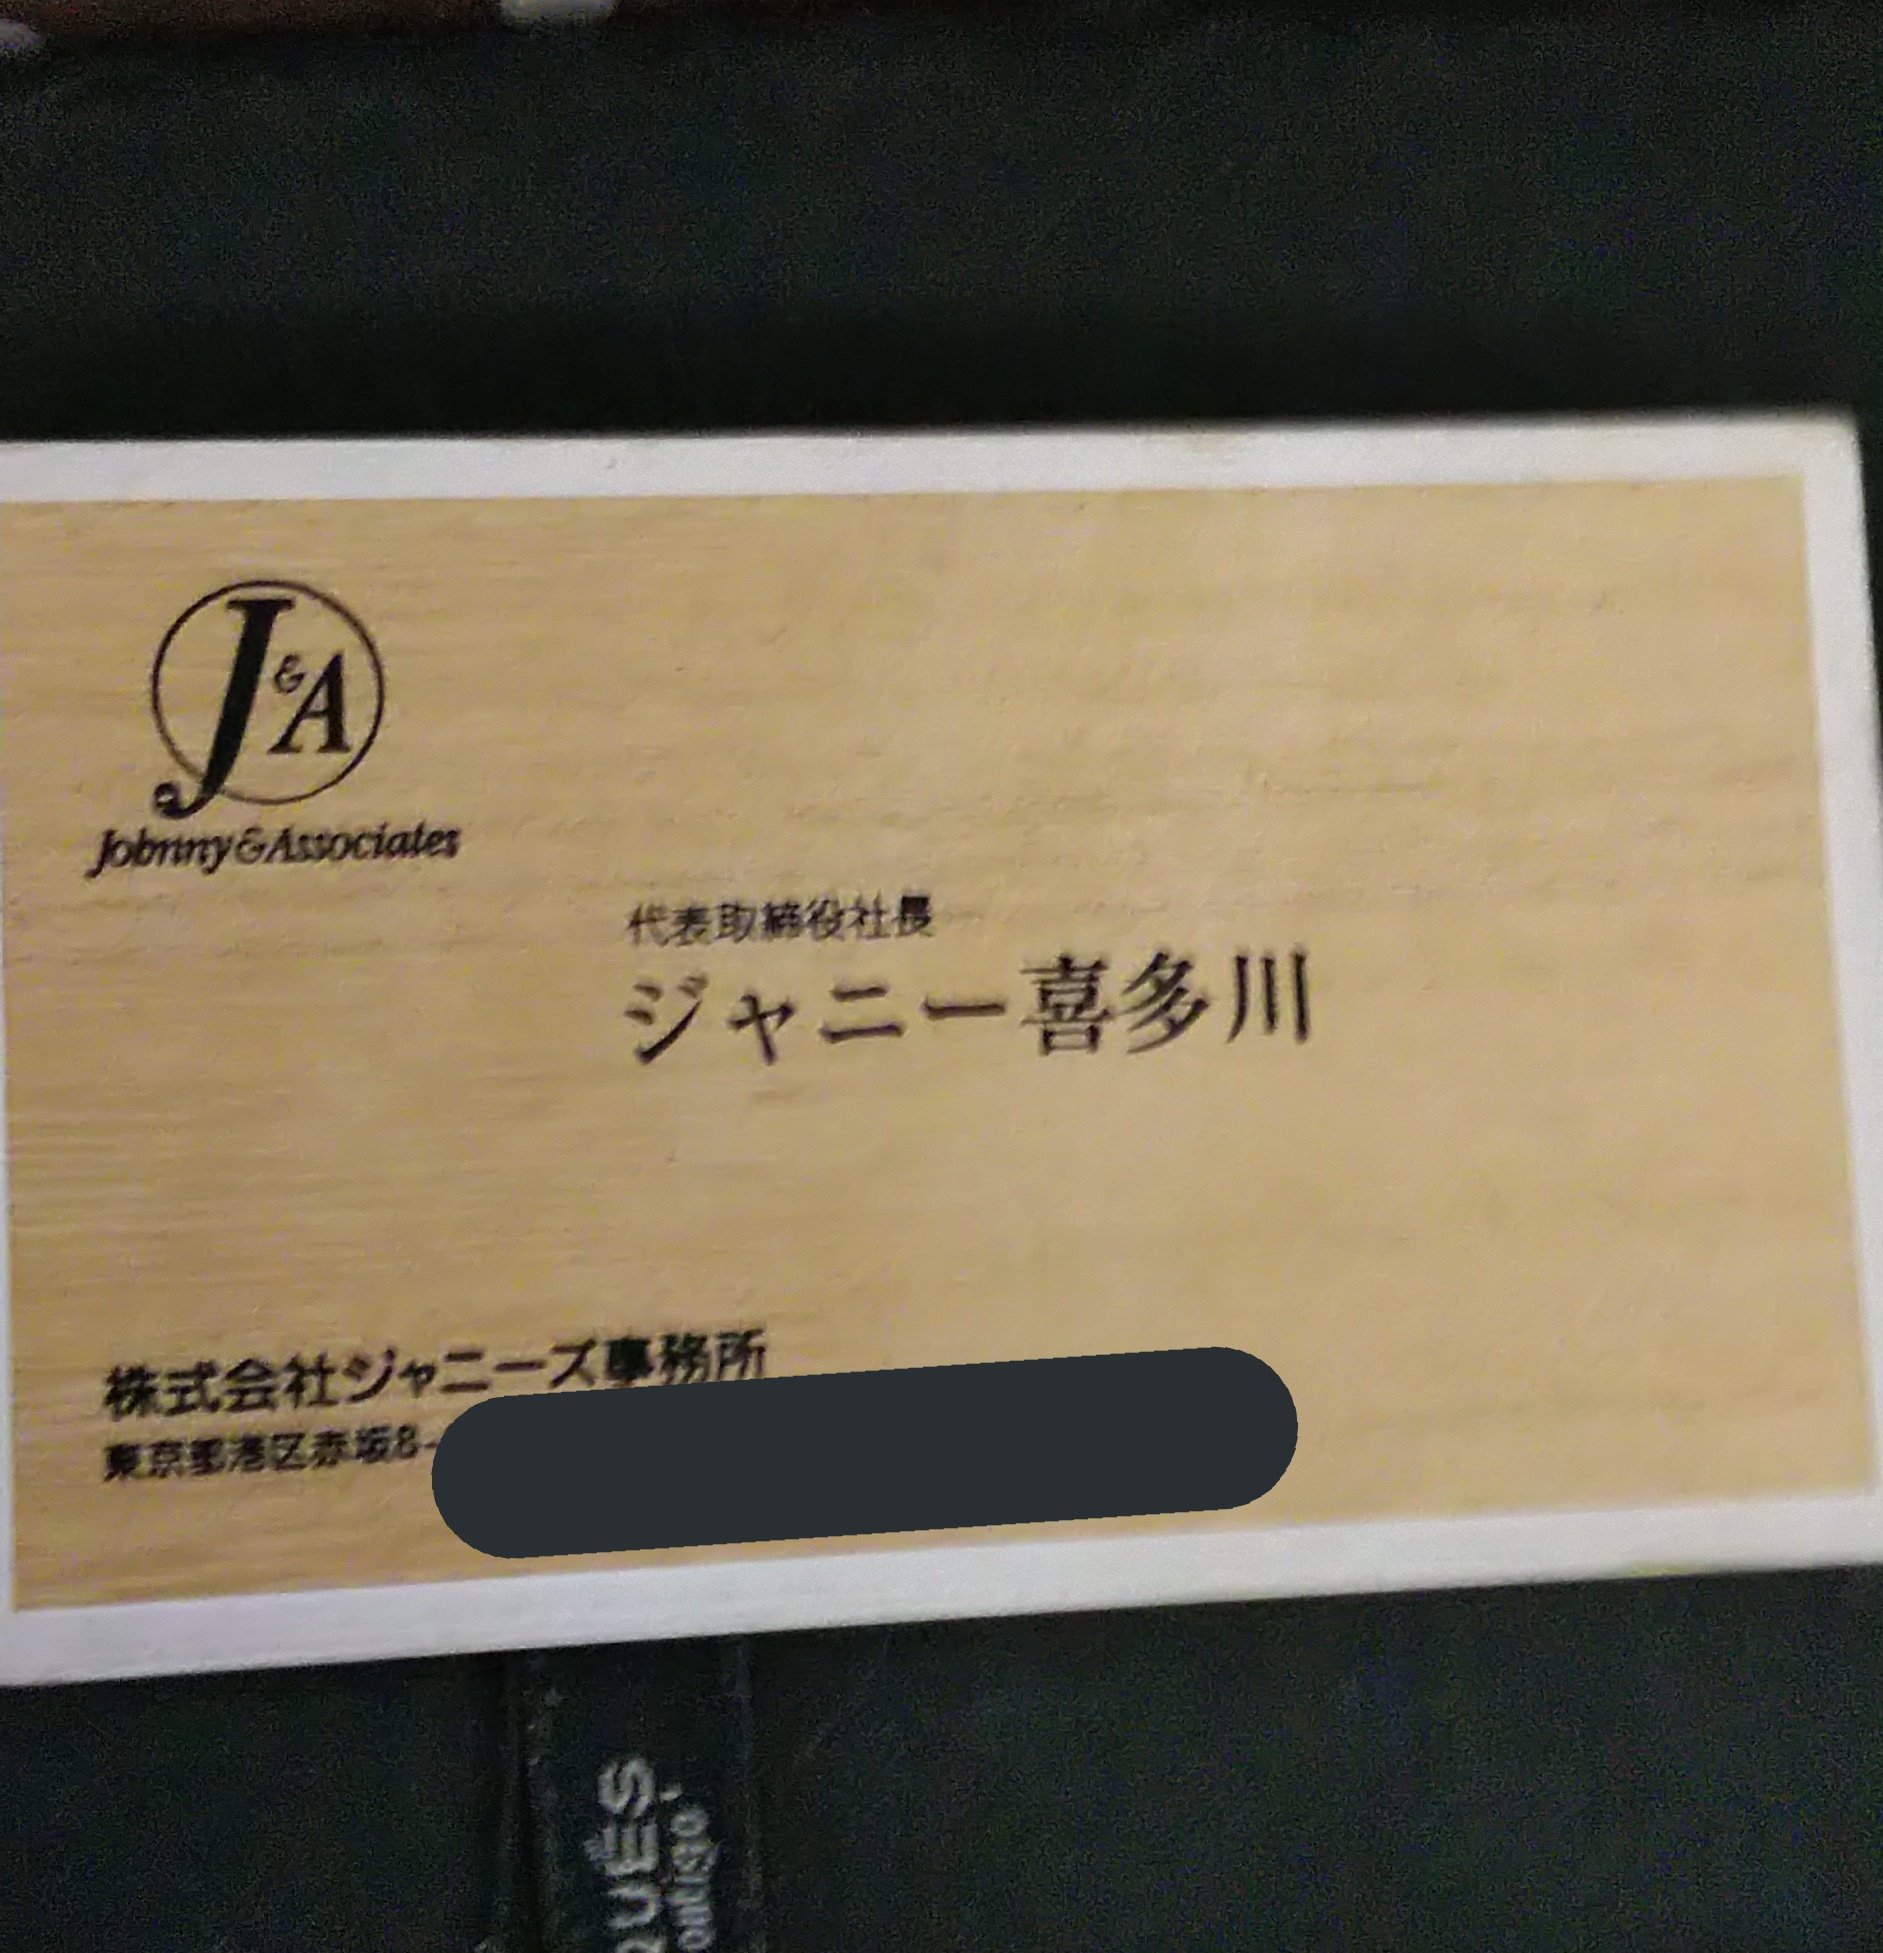 J&A
Johnny&Associates
代表取締役社長
ジャニー喜多川
株式会社ジャニーズ事務所
東京都港区赤坂8-
UÉS